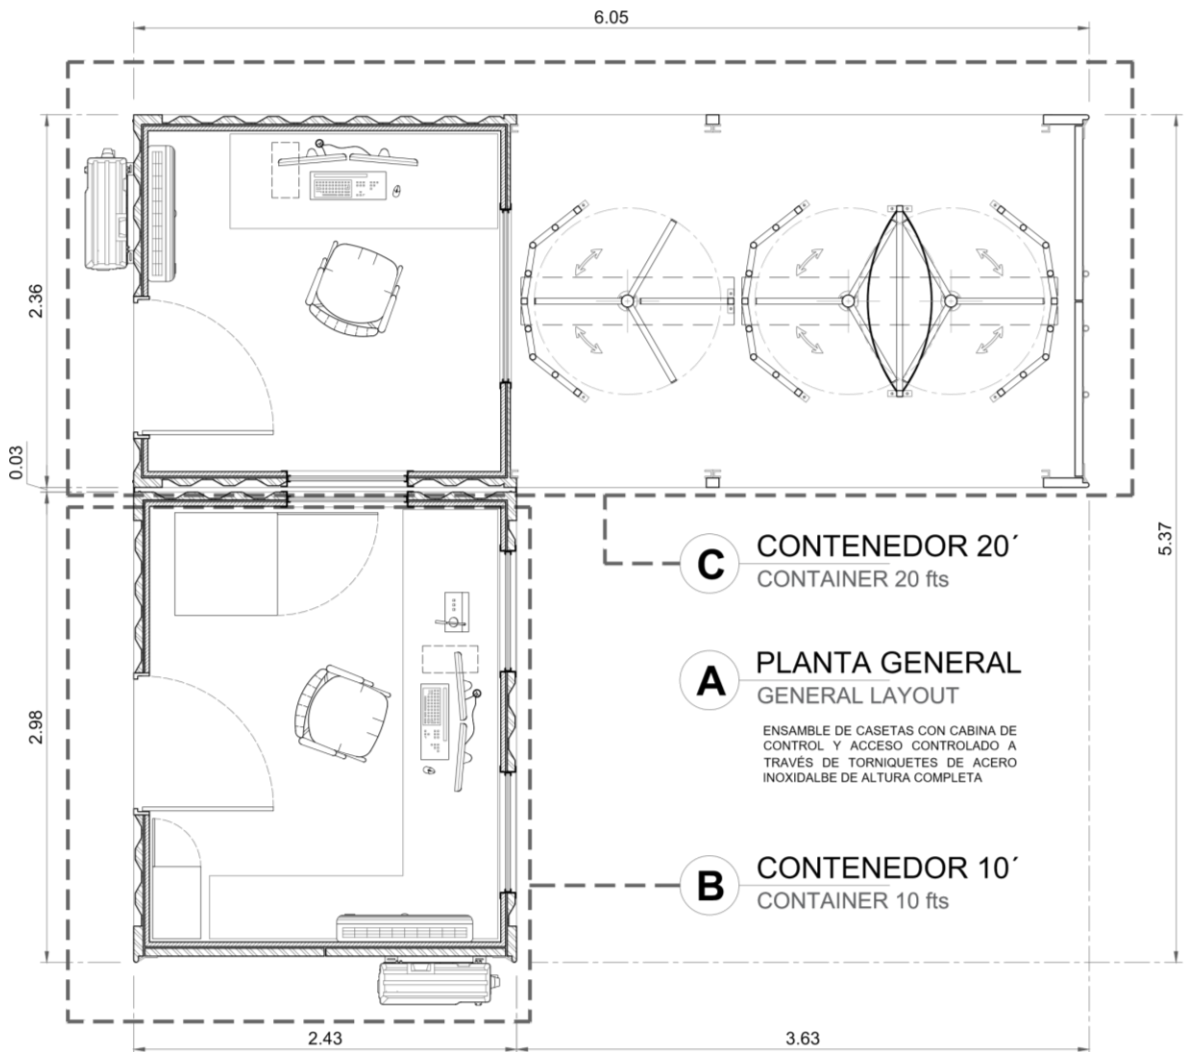 6.05
2.36
0.03
2.98
5.37
C
CONTENEDOR 20´
CONTAINER 20 fts
A
PLANTA GENERAL
GENERAL LAYOUT
ENSAMBLE DE CASETAS CON CABINA DE
CONTROL Y ACCESO CONTROLADO A
TRAVÉS DE TORNIQUETES DE ACERO
INOXIDALBE DE ALTURA COMPLETA
B
CONTENEDOR 10´
CONTAINER 10 fts
2.43
3.63